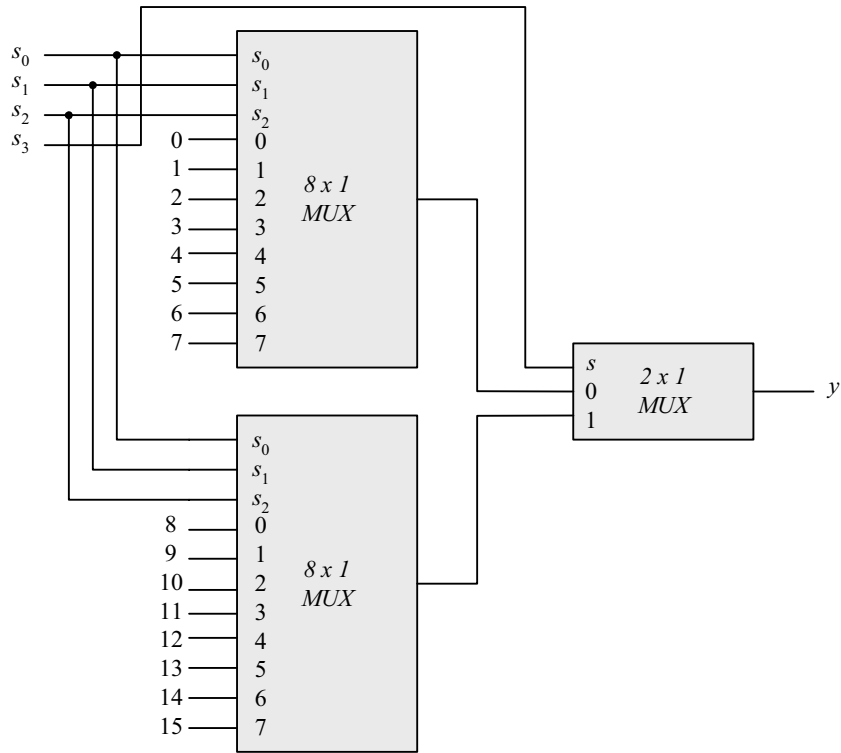 s₀ s₀
s₁ s₁
s₂ s₂
s₃
0 0
1 1
2 2
3 3
4 4
5 5
6 6
7 7
8 x 1
MUX
s
0
1
2 x 1
MUX
y
s₀
s₁
s₂
8 0
9 1
10 2
11 3
12 4
13 5
14 6
15 7
8 x 1
MUX